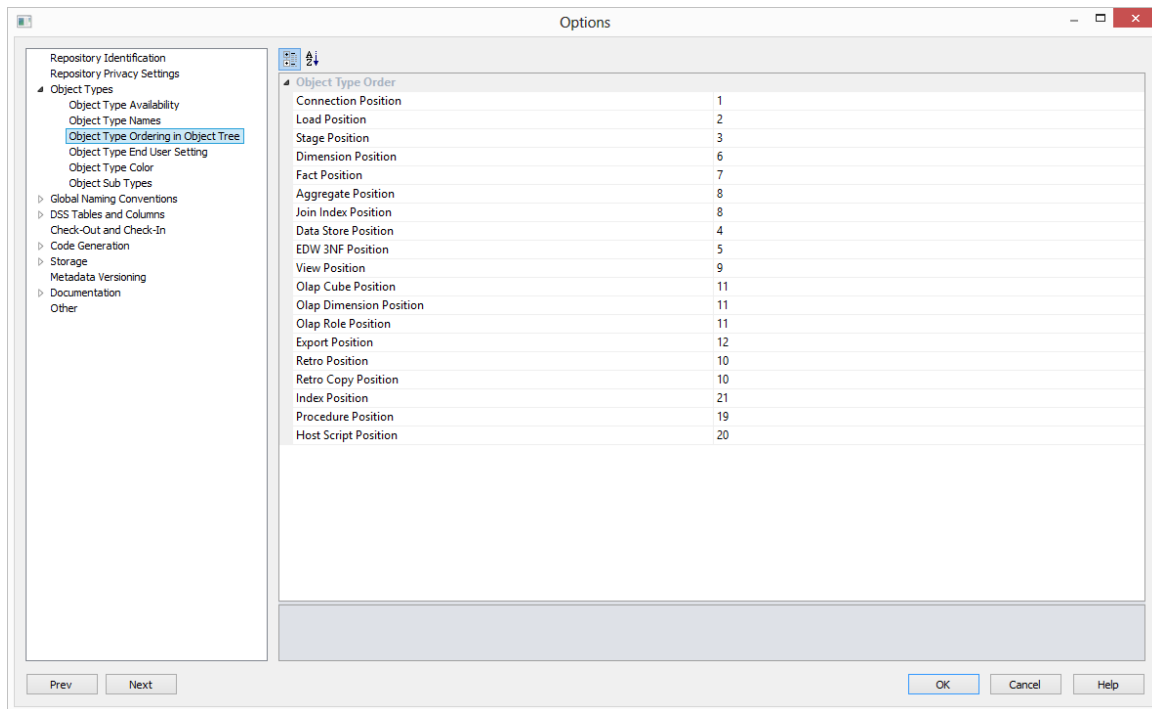 Options
Repository Identification
Repository Privacy Settings
Object Types
Object Type Availability
Object Type Names
Object Type Ordering in Object Tree
Object Type End User Setting
Object Type Color
Object Sub Types
Global Naming Conventions
DSS Tables and Columns
Check-Out and Check-In
Code Generation
Storage
Metadata Versioning
Documentation
Other
Object Type Order
Connection Position 1
Load Position 2
Stage Position 3
Dimension Position 6
Fact Position 7
Aggregate Position 8
Join Index Position 8
Data Store Position 4
EDW 3NF Position 5
View Position 9
Olap Cube Position 11
Olap Dimension Position 11
Olap Role Position 11
Export Position 12
Retro Position 10
Retro Copy Position 10
Index Position 21
Procedure Position 19
Host Script Position 20
Prev Next OK Cancel Help